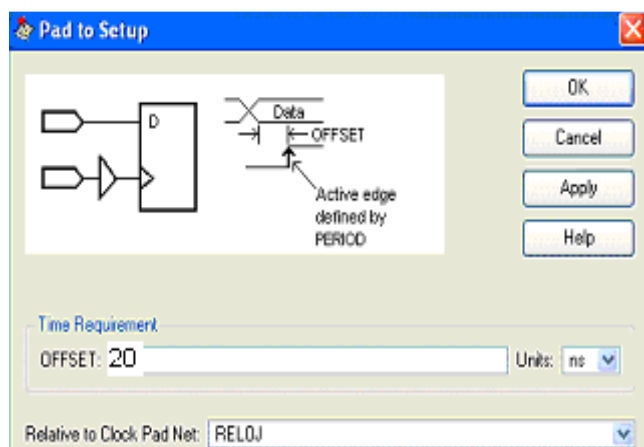 Pad to Setup
OK
Cancel
Apply
Help
D
Data
OFFSET
Active edge
defined by
PERIOD
Time Requirement
OFFSET: 20 Units: ns
Relative to Clock Pad Net: RELOJ